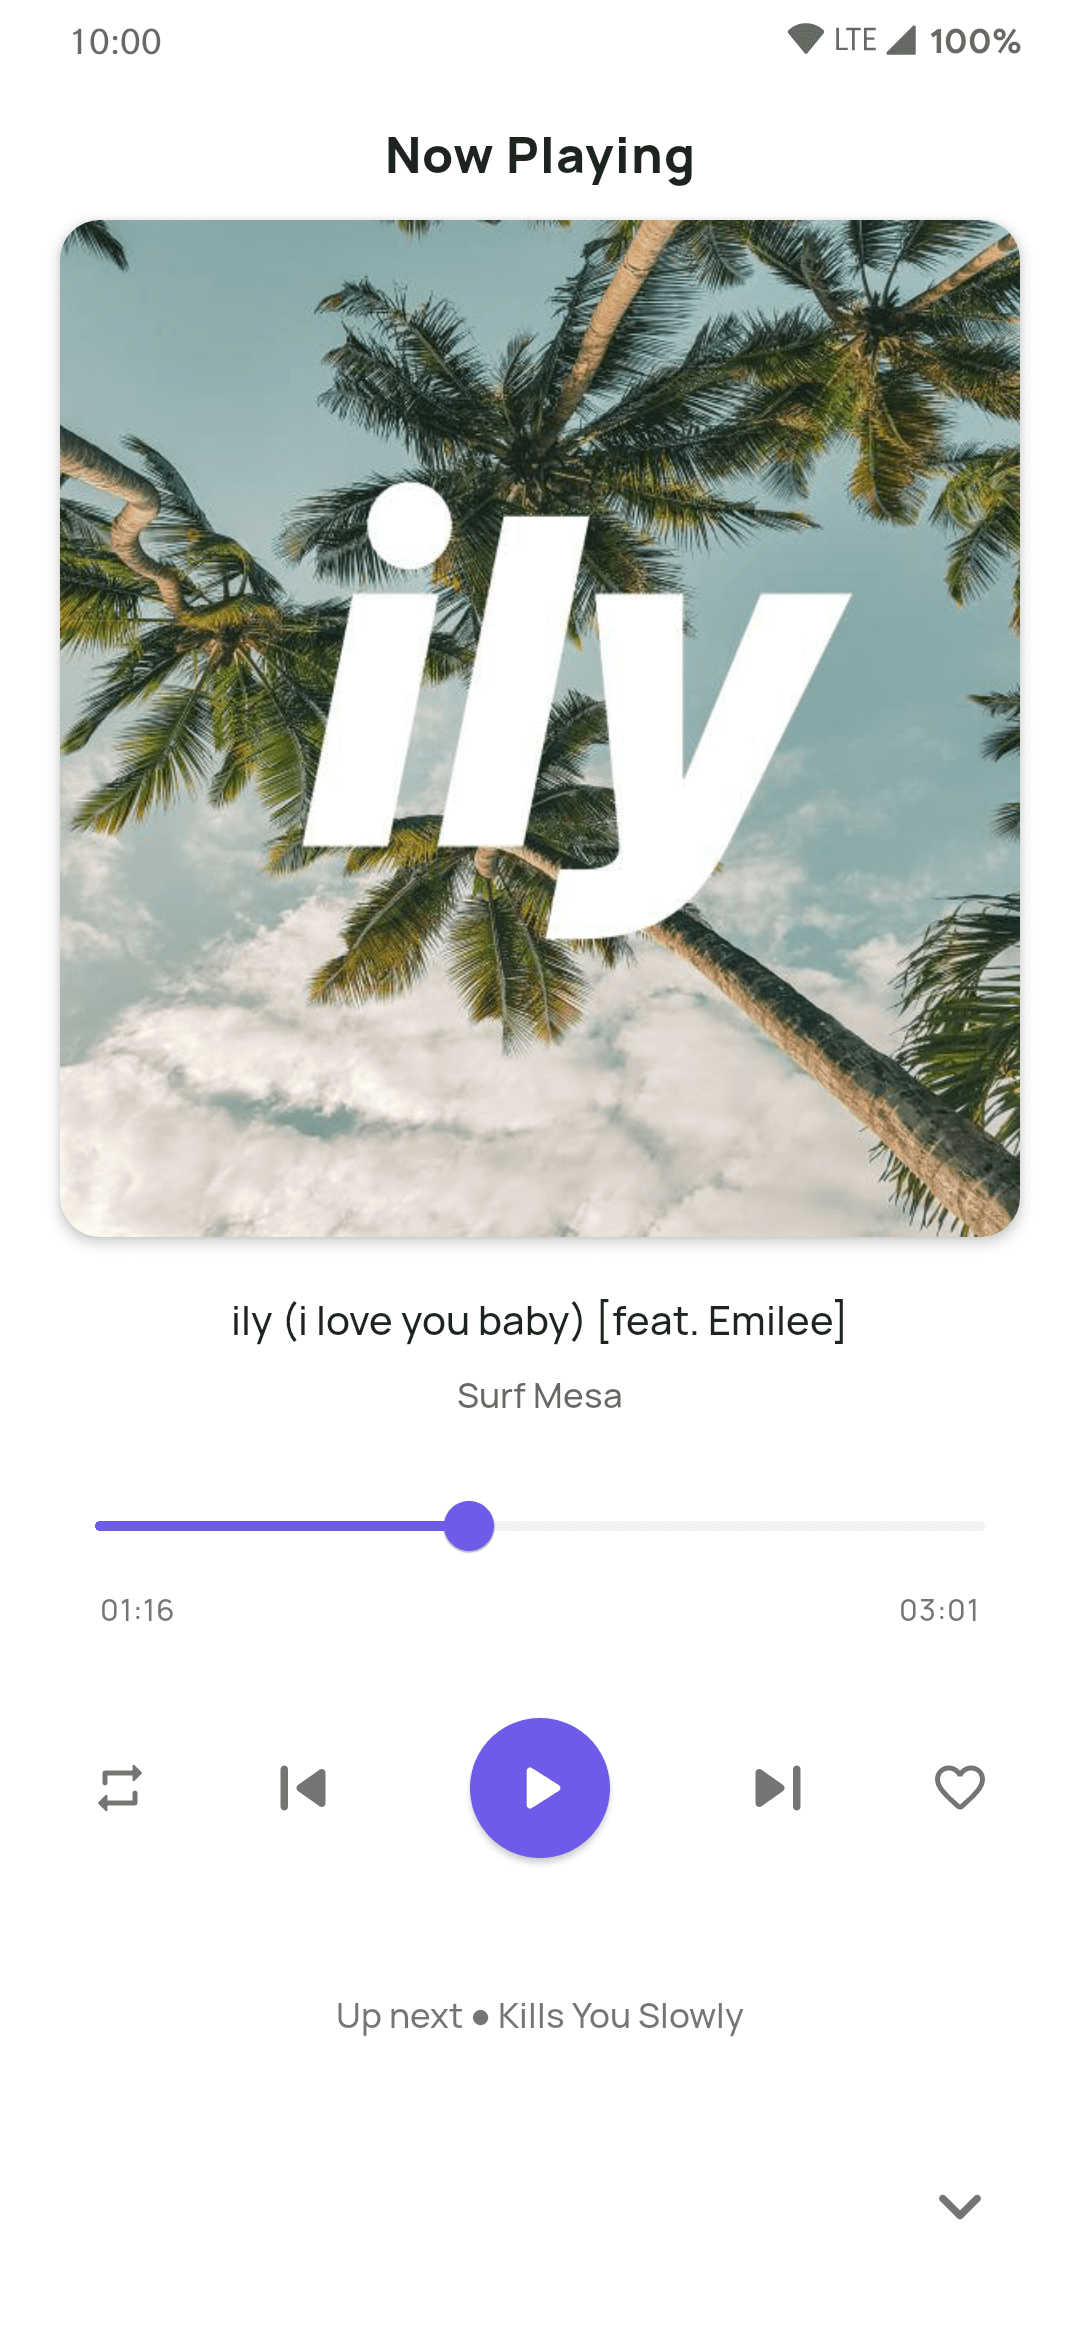 10:00 LTE 100%
Now Playing
ily
ily (i love you baby) [feat. Emilee]
Surf Mesa
01:16 03:01
Up next ● Kills You Slowly